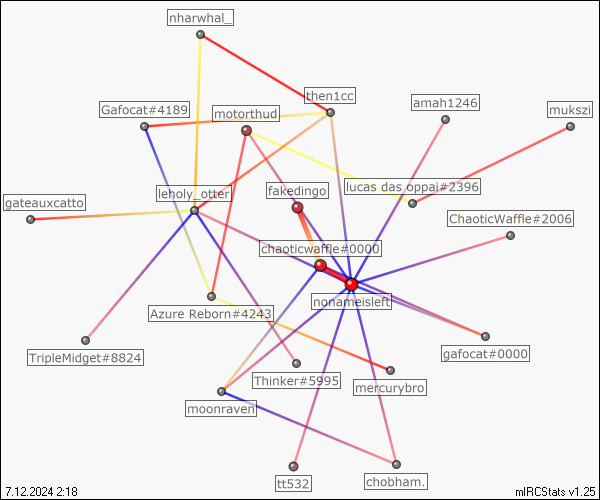 nharwhal_
then1cc
amah1246
Gafocat#4189
motorthud
mukszi
lucas das oppai#2396
leholy_otter
fakedingo
gateauxcatto
ChaoticWaffle#2006
chaoticwaffle#0000
nonameisleft
Azure Reborn#4243
gafocat#0000
TripleMidget#8824
Thinker#5995
mercurybro
moonraven
tt532
chobham.
7.12.2024 2:18
mIRCStats v1.25